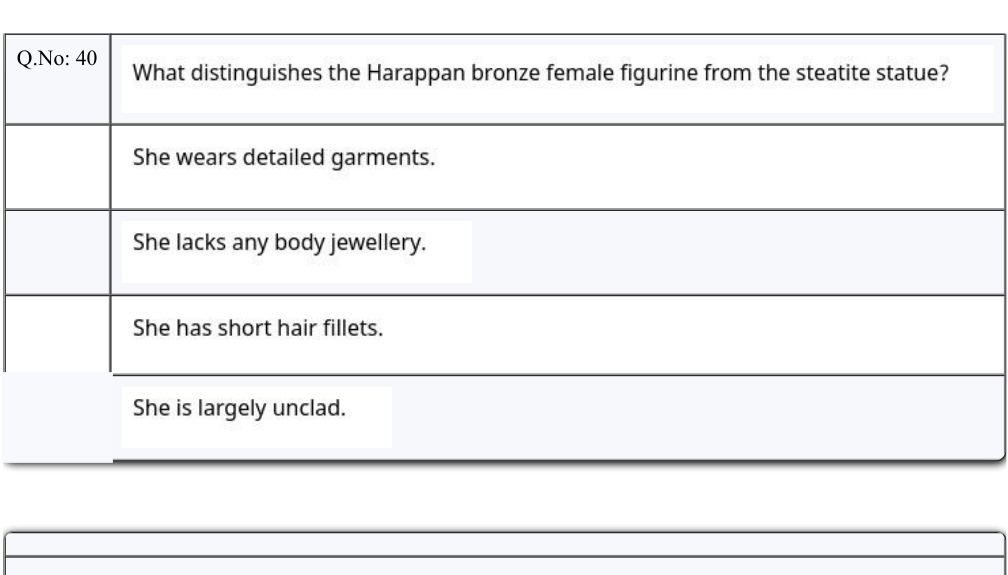 Q.No: 40
What distinguishes the Harappan bronze female figurine from the steatite statue?
She wears detailed garments.
She lacks any body jewellery.
She has short hair fillets.
She is largely unclad.